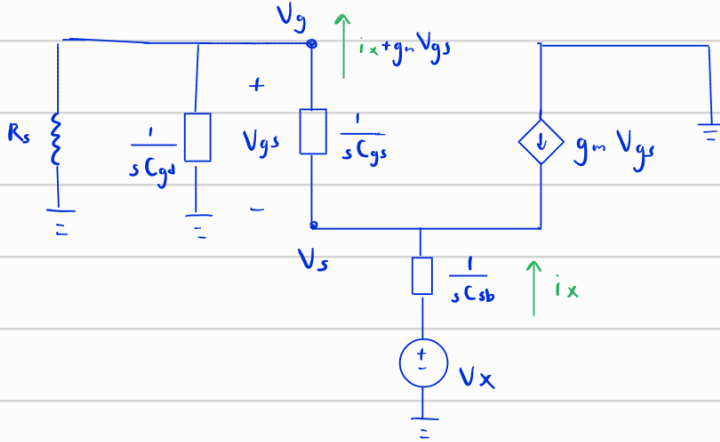 Vg
ix+gmVgs
Rs
1
sCgd
+
Vgs
-
1
sCgs
gm Vgs
Vs
1
sCsb
ix
+
-
Vx